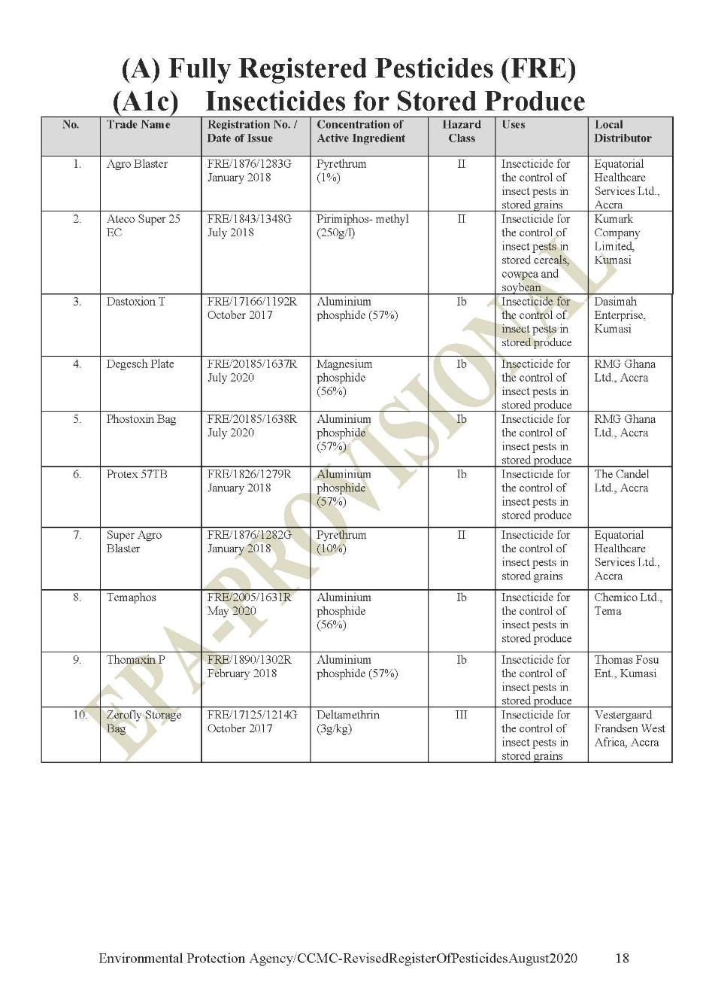 (A) Fully Registered Pesticides (FRE)
(A1c) Insecticides for Stored Produce
No. Trade Name Registration No. / Concentration of Hazard Uses Local
Date of Issue Active Ingredient Class Distributor
1. Agro Blaster FRE/1876/1283G Pyrethrum II Insecticide for Equatorial
January 2018 (1%) the control of Healthcare
insect pests in Services Ltd.,
stored grains Accra
2. Ateco Super 25 FRE/1843/1348G Pirimiphos- methyl II Insecticide for Kumark
EC July 2018 (250g/l) the control of Company
insect pests in Limited,
stored cereals, Kumasi
cowpea and
soybean
3. Dastoxion T FRE/17166/1192R Aluminium Ib Insecticide for Dasimah
October 2017 phosphide (57%) the control of Enterprise,
insect pests in Kumasi
stored produce
4. Degesch Plate FRE/20185/1637R Magnesium Ib Insecticide for RMG Ghana
July 2020 phosphide the control of Ltd., Accra
(56%) insect pests in
stored produce
5. Phostoxin Bag FRE/20185/1638R Aluminium Ib Insecticide for RMG Ghana
July 2020 phosphide the control of Ltd., Accra
(57%) insect pests in
stored produce
6. Protex 57TB FRE/1826/1279R Aluminium Ib Insecticide for The Candel
January 2018 phosphide the control of Ltd., Accra
(57%) insect pests in
stored produce
7. Super Agro FRE/1876/1282G Pyrethrum II Insecticide for Equatorial
Blaster January 2018 (10%) the control of Healthcare
insect pests in Services Ltd.,
stored grains Accra
8. Temaphos FRE/2005/1631R Aluminium Ib Insecticide for Chemico Ltd.,
May 2020 phosphide the control of Tema
(56%) insect pests in
stored produce
9. Thomaxin P FRE/1890/1302R Aluminium Ib Insecticide for Thomas Fosu
February 2018 phosphide (57%) the control of Ent., Kumasi
insect pests in
stored produce
10. Zerofly Storage FRE/17125/1214G Deltamethrin III Insecticide for Vestergaard
Bag October 2017 (3g/kg) the control of Frandsen West
insect pests in Africa, Accra
stored grains
EPA-PROVISIONAL
Environmental Protection Agency/CCMC-RevisedRegisterOfPesticidesAugust2020 18